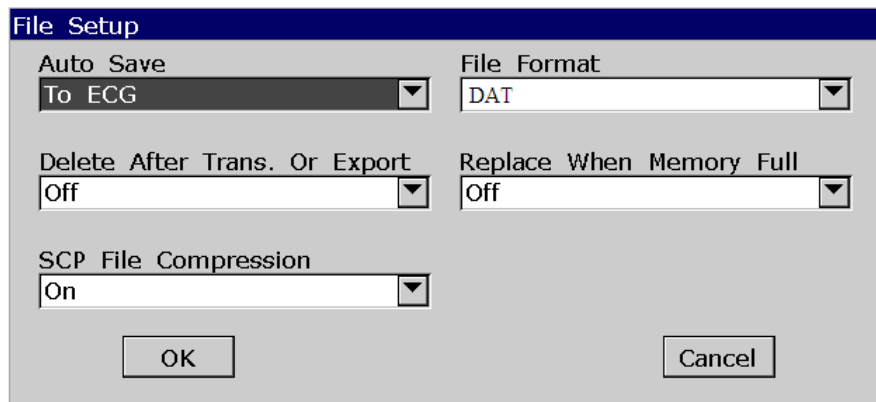 File Setup
Auto Save
To ECG
File Format
DAT
Delete After Trans. Or Export
Off
Replace When Memory Full
Off
SCP File Compression
On
OK
Cancel